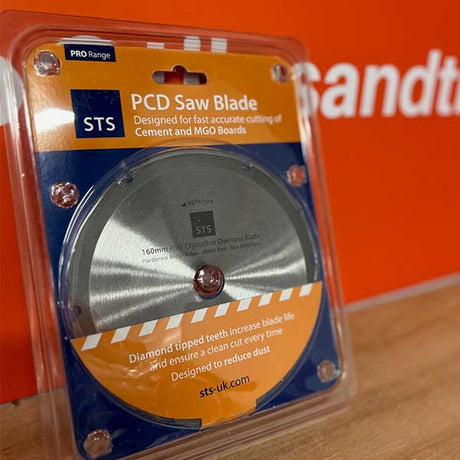 PRO Range
STS
PCD Saw Blade
Designed for fast accurate cutting of
Cement and MGO Boards
sandt
ROTATION
STS
160mm Poly Crystalline Diamond Blade
Diamond tipped teeth increase blade life
and ensure a clean cut every time
Designed to reduce dust
sts-uk.com